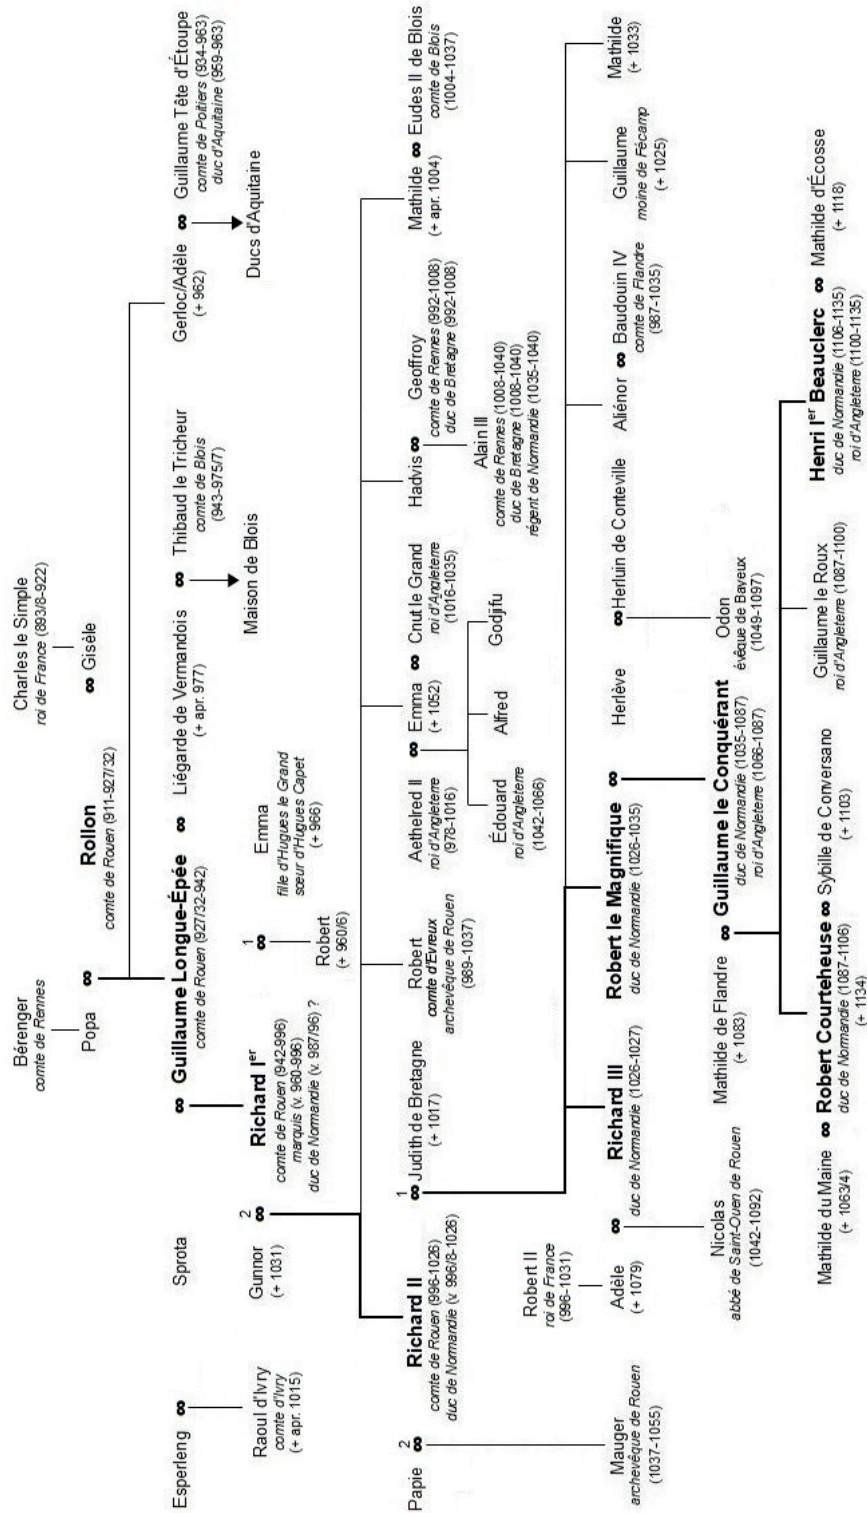 Bérenger
comte de Rennes
Charles le Simple
roi de France (893/8-922)
Popa
∞
Rollon
comte de Rouen (911-927/32)
∞ Gisèle
Esperleng
∞
Sprota
∞
Guillaume Longue-Épée
comte de Rouen (927/32-942)
∞
Liégarde de Vermandois
(+ apr. 977)
∞
Thibaud le Tricheur
comte de Blois
(943-975/7)
Gerloc/Adèle
(+ 962)
∞
Guillaume Tête d'Étoupe
comte de Poitiers (934-963)
duc d'Aquitaine (959-963)
Raoul d'Ivry
comte d'Ivry
(+ apr. 1015)
Gunnor
(+ 1031)
2
∞
Richard Ier
comte de Rouen (942-996)
marquis (v. 960-996)
duc de Normandie (v. 987/96) ?
1
∞
Emma
fille d'Hugues le Grand
sœur d'Hugues Capet
(+ 966)
Robert
(+ 960/6)
Maison de Blois
Ducs d'Aquitaine
Papie
2
∞
Richard II
comte de Rouen (996-1026)
duc de Normandie (v. 996/8-1026)
1
∞ Judith de Bretagne
(+ 1017)
Robert
comte d'Evreux
archevêque de Rouen
(989-1037)
Aethelred II
roi d'Angleterre
(978-1016)
∞ Emma
(+ 1052)
∞ Cnut le Grand
roi d'Angleterre
(1016-1035)
Hadvis
∞
Geoffroy
comte de Rennes (992-1008)
duc de Bretagne (992-1008)
Mathilde
(+ apr. 1004)
∞ Eudes II de Blois
comte de Blois
(1004-1037)
Édouard
roi d'Angleterre
(1042-1066)
Alfred
Godjifu
Alain III
comte de Rennes (1008-1040)
duc de Bretagne (1008-1040)
régent de Normandie (1035-1040)
Mauger
archevêque de Rouen
(1037-1055)
Robert II
roi de France
(996-1031)
Adèle
(+ 1079)
∞
Richard III
duc de Normandie (1026-1027)
Robert le Magnifique
duc de Normandie (1026-1035)
∞
Herlève
∞ Herluin de Conteville
Aliénor
∞ Baudouin IV
comte de Flandre
(987-1035)
Guillaume
moine de Fécamp
(+ 1025)
Mathilde
(+ 1033)
Nicolas
abbé de Saint-Ouen de Rouen
(1042-1092)
Mathilde de Flandre
(+ 1083)
∞ Guillaume le Conquérant
duc de Normandie (1035-1087)
roi d'Angleterre (1066-1087)
Odon
évêque de Bayeux
(1049-1097)
Mathilde du Maine
(+ 1063/4)
∞ Robert Courteheuse
duc de Normandie (1087-1106)
(+ 1134)
∞ Sybille de Conversano
(+ 1103)
Guillaume le Roux
roi d'Angleterre (1087-1100)
Henri Ier Beauclerc
duc de Normandie (1106-1135)
roi d'Angleterre (1100-1135)
∞ Mathilde d'Écosse
(+ 1118)